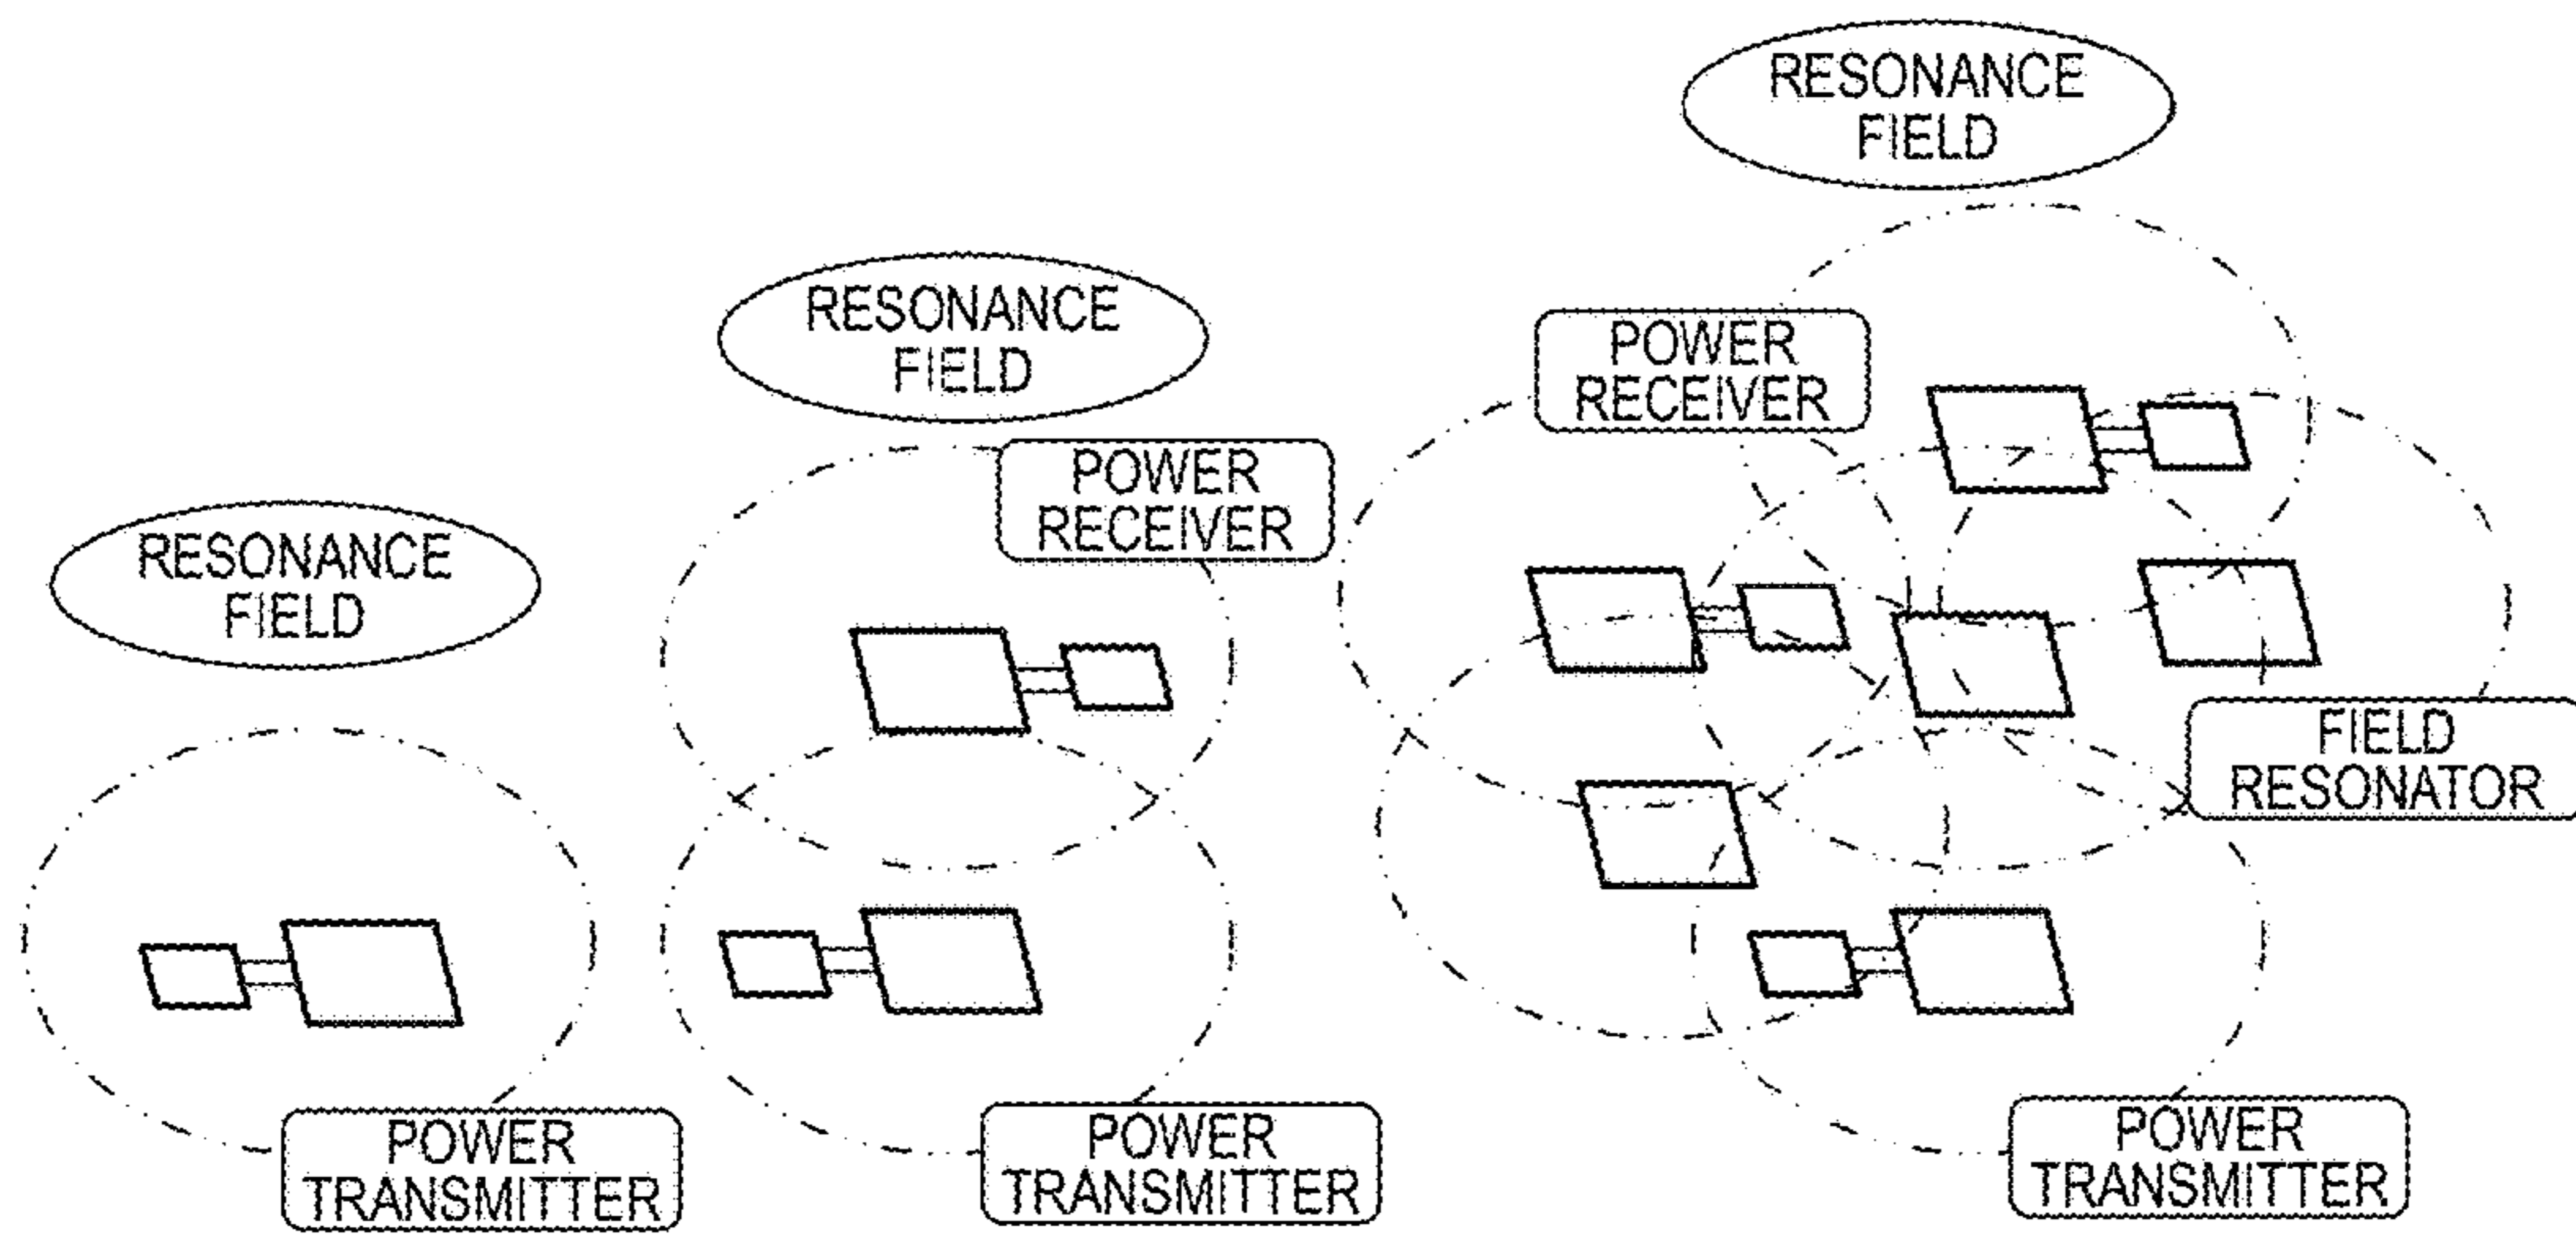 RESONANCE
FIELD
POWER
TRANSMITTER
RESONANCE
FIELD
POWER
RECEIVER
POWER
TRANSMITTER
RESONANCE
FIELD
POWER
RECEIVER
FIELD
RESONATOR
POWER
TRANSMITTER